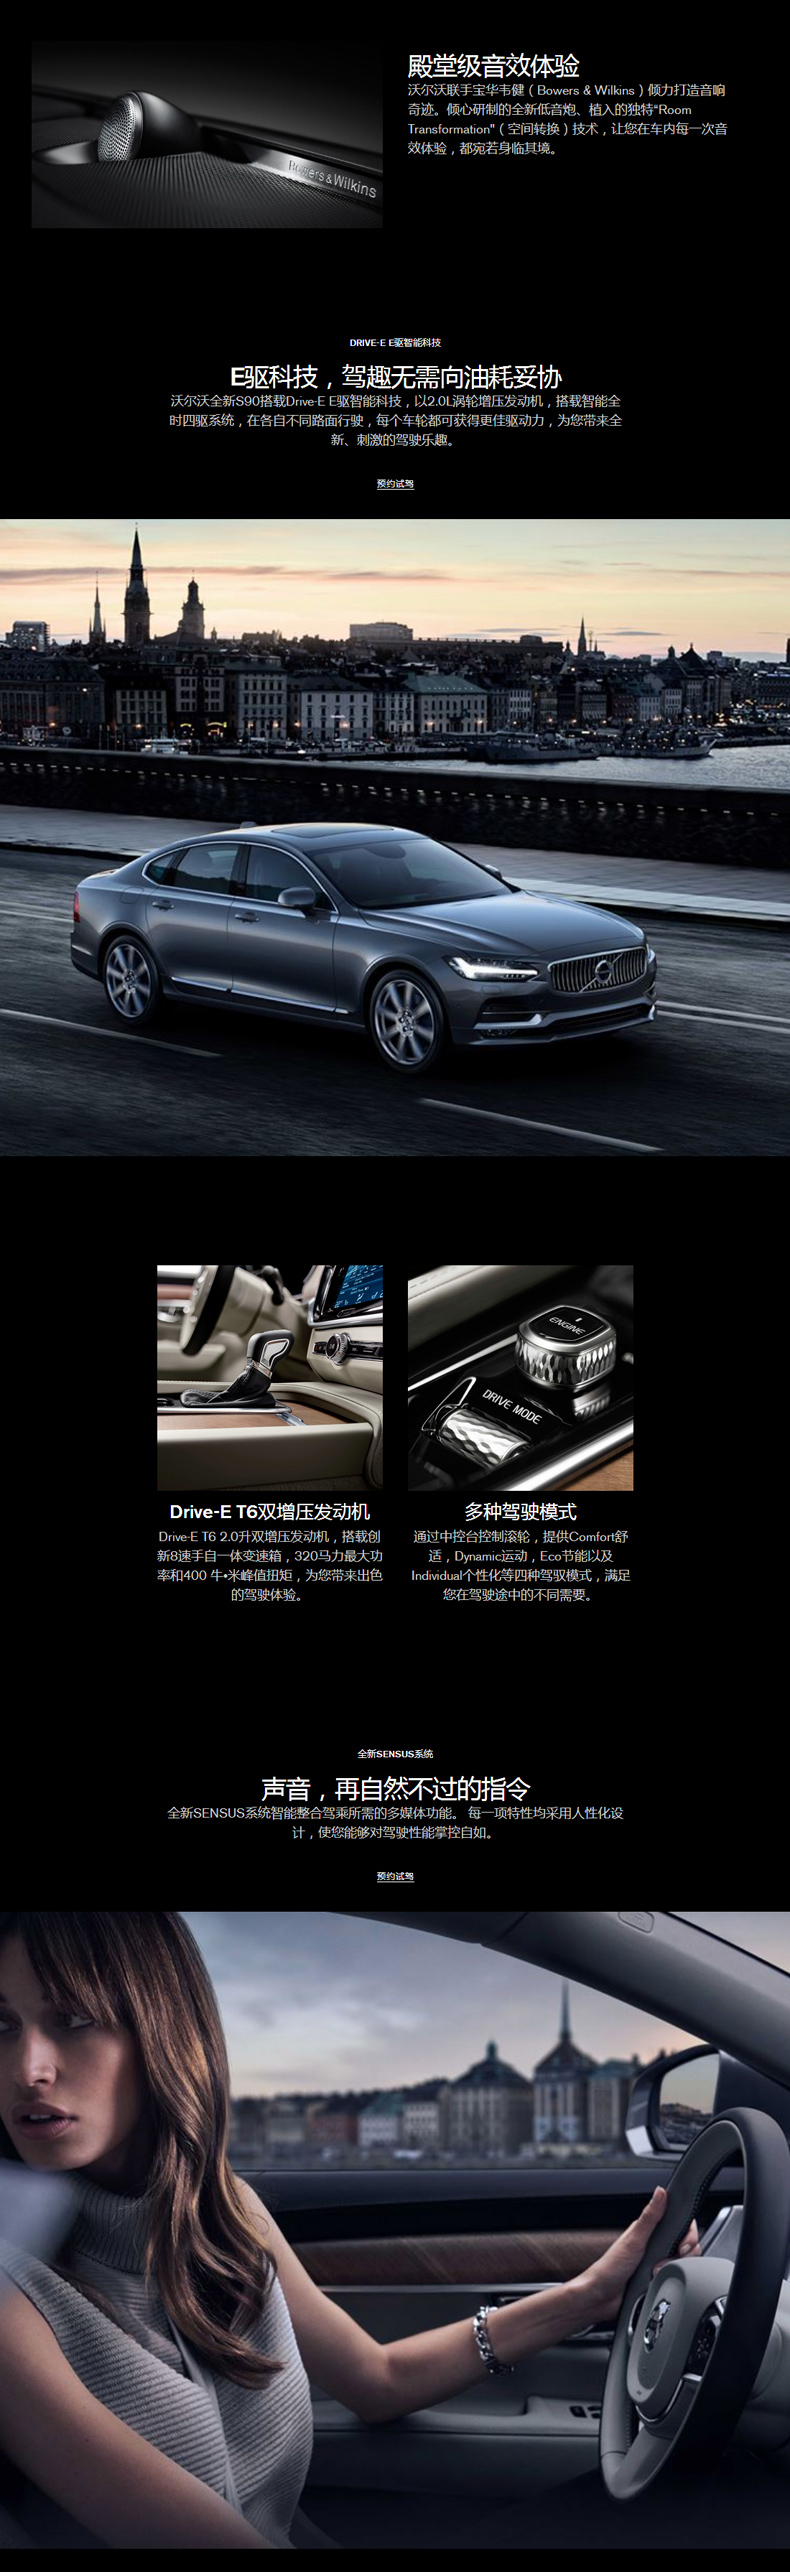 殿堂级音效体验
沃尔沃联手宝华韦健（Bowers & Wilkins）倾力打造音响
奇迹。倾心研制的全新低音炮、植入的独特“Room
Transformation"（空间转换）技术，让您在车内每一次音
效体验，都宛若身临其境。
Bowers & Wilkins
DRIVE-E E驱智能科技
E驱科技，驾趣无需向油耗妥协
沃尔沃全新S90搭载Drive-E E驱智能科技，以2.0L涡轮增压发动机，搭载智能全
时四驱系统，在各自不同路面行驶，每个车轮都可获得更佳驱动力，为您带来全
新、刺激的驾驶乐趣。
预约试驾
ENGINE
DRIVE MODE
Drive-E T6双增压发动机
Drive-E T6 2.0升双增压发动机，搭载创
新8速手自一体变速箱，320马力最大功
率和400 牛•米峰值扭矩，为您带来出色
的驾驶体验。
多种驾驶模式
通过中控台控制滚轮，提供Comfort舒
适，Dynamic运动，Eco节能以及
Individual个性化等四种驾驭模式，满足
您在驾驶途中的不同需要。
全新SENSUS系统
声音，再自然不过的指令
全新SENSUS系统智能整合驾乘所需的多媒体功能。 每一项特性均采用人性化设
计，使您能够对驾驶性能掌控自如。
预约试驾